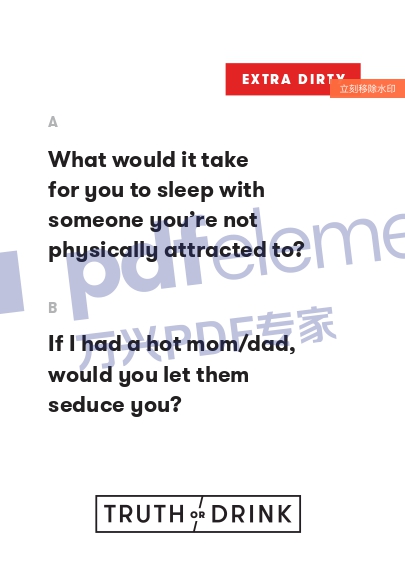 EXTRA DIRTY
立刻移除水印
A
What would it take
for you to sleep with
someone you're not
physically attracted to?
pdfeleme
万兴PDF专家
B
If I had a hot mom/dad,
would you let them
seduce you?
TRUTH OR DRINK